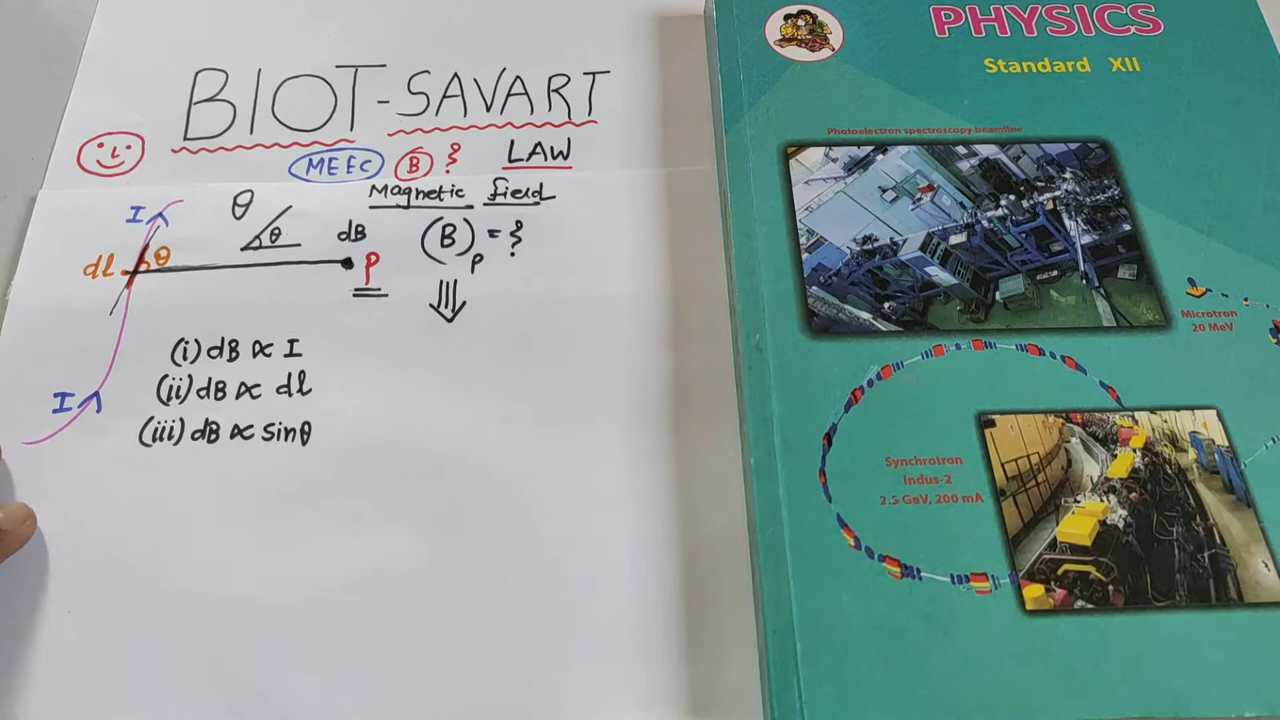 BIOT-SAVART
LAW
MEEC B ?
Magnetic field
I
θ
θ
dl θ
dB
P
(B)p = ?
I
(i) dB ∝ I
(ii) dB ∝ dl
(iii) dB ∝ sinθ
PHYSICS
Standard XII
Photoelectron spectroscopy beamline
Microtron
20 MeV
Synchrotron
Indus-2
2.5 GeV, 200 mA